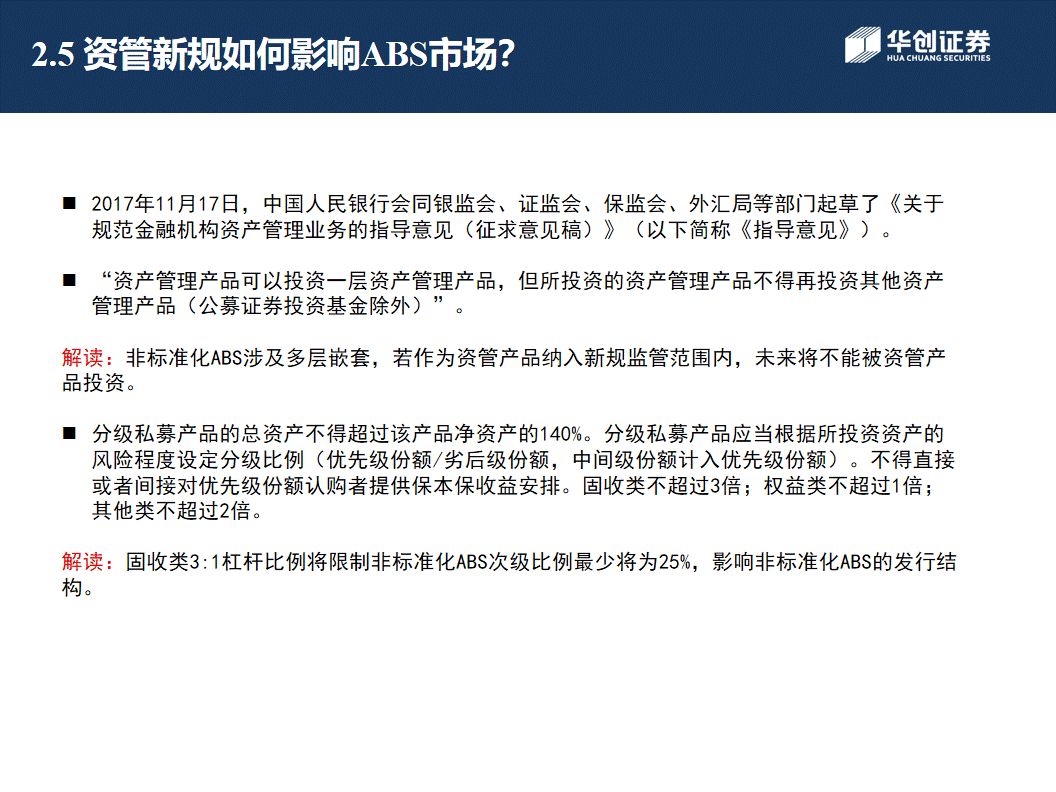 2.5 资管新规如何影响ABS市场？
华创证券
HUA CHUANG SECURITIES
■ 2017年11月17日，中国人民银行会同银监会、证监会、保监会、外汇局等部门起草了《关于
规范金融机构资产管理业务的指导意见（征求意见稿）》（以下简称《指导意见》）。
■ “资产管理产品可以投资一层资产管理产品，但所投资的资产管理产品不得再投资其他资产
管理产品（公募证券投资基金除外）”。
解读：非标准化ABS涉及多层嵌套，若作为资管产品纳入新规监管范围内，未来将不能被资管产
品投资。
■ 分级私募产品的总资产不得超过该产品净资产的140%。分级私募产品应当根据所投资资产的
风险程度设定分级比例（优先级份额/劣后级份额，中间级份额计入优先级份额）。不得直接
或者间接对优先级份额认购者提供保本保收益安排。固收类不超过3倍；权益类不超过1倍；
其他类不超过2倍。
解读：固收类3:1杠杆比例将限制非标准化ABS次级比例最少将为25%，影响非标准化ABS的发行结
构。